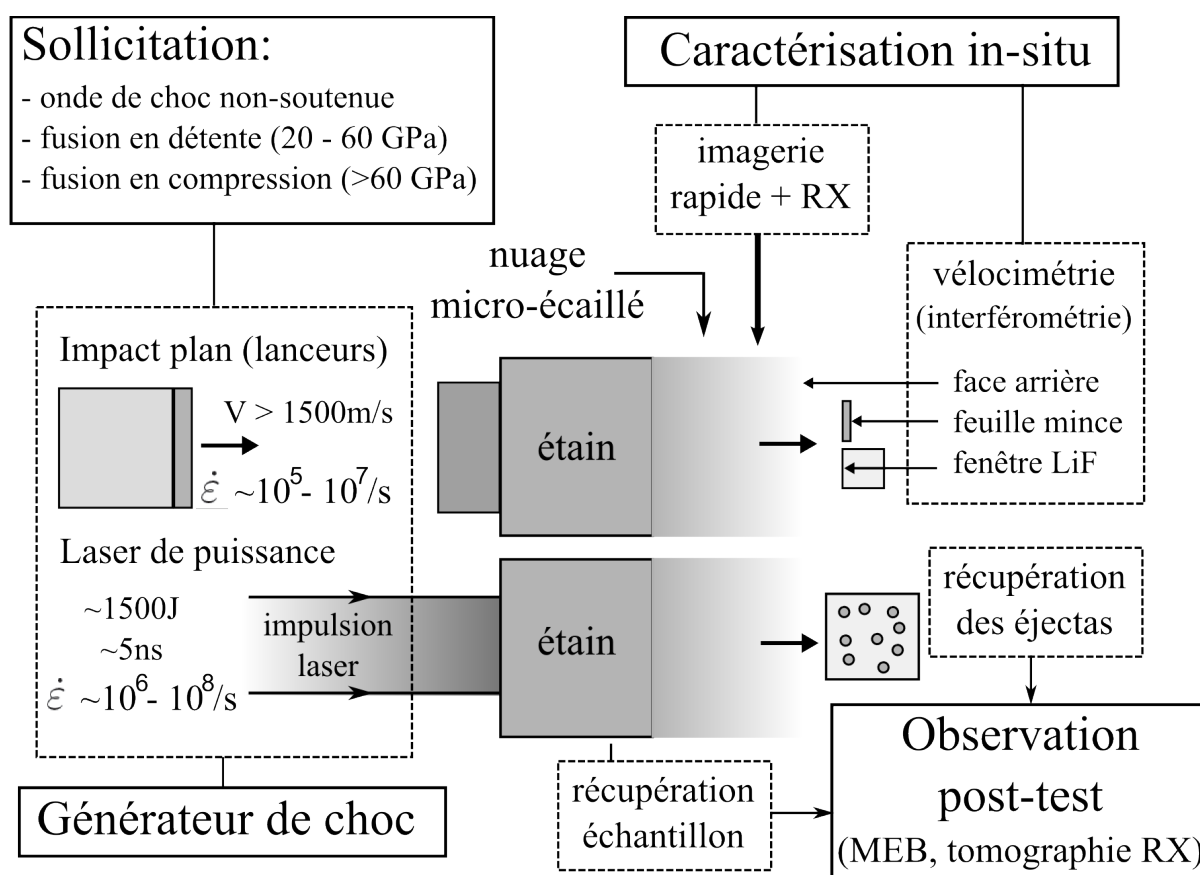 Sollicitation:
- onde de choc non-soutenue
- fusion en détente (20 - 60 GPa)
- fusion en compression (>60 GPa)
Caractérisation in-situ
imagerie
rapide + RX
nuage
micro-écaillé
vélocimétrie
(interférométrie)
face arrière
feuille mince
fenêtre LiF
Impact plan (lanceurs)
V > 1500m/s
ε̇ ~10⁵- 10⁷/s
étain
Laser de puissance
~1500J
~5ns
ε̇ ~10⁶- 10⁸/s
impulsion
laser
étain
récupération
des éjectas
Générateur de choc
récupération
échantillon
Observation
post-test
(MEB, tomographie RX)